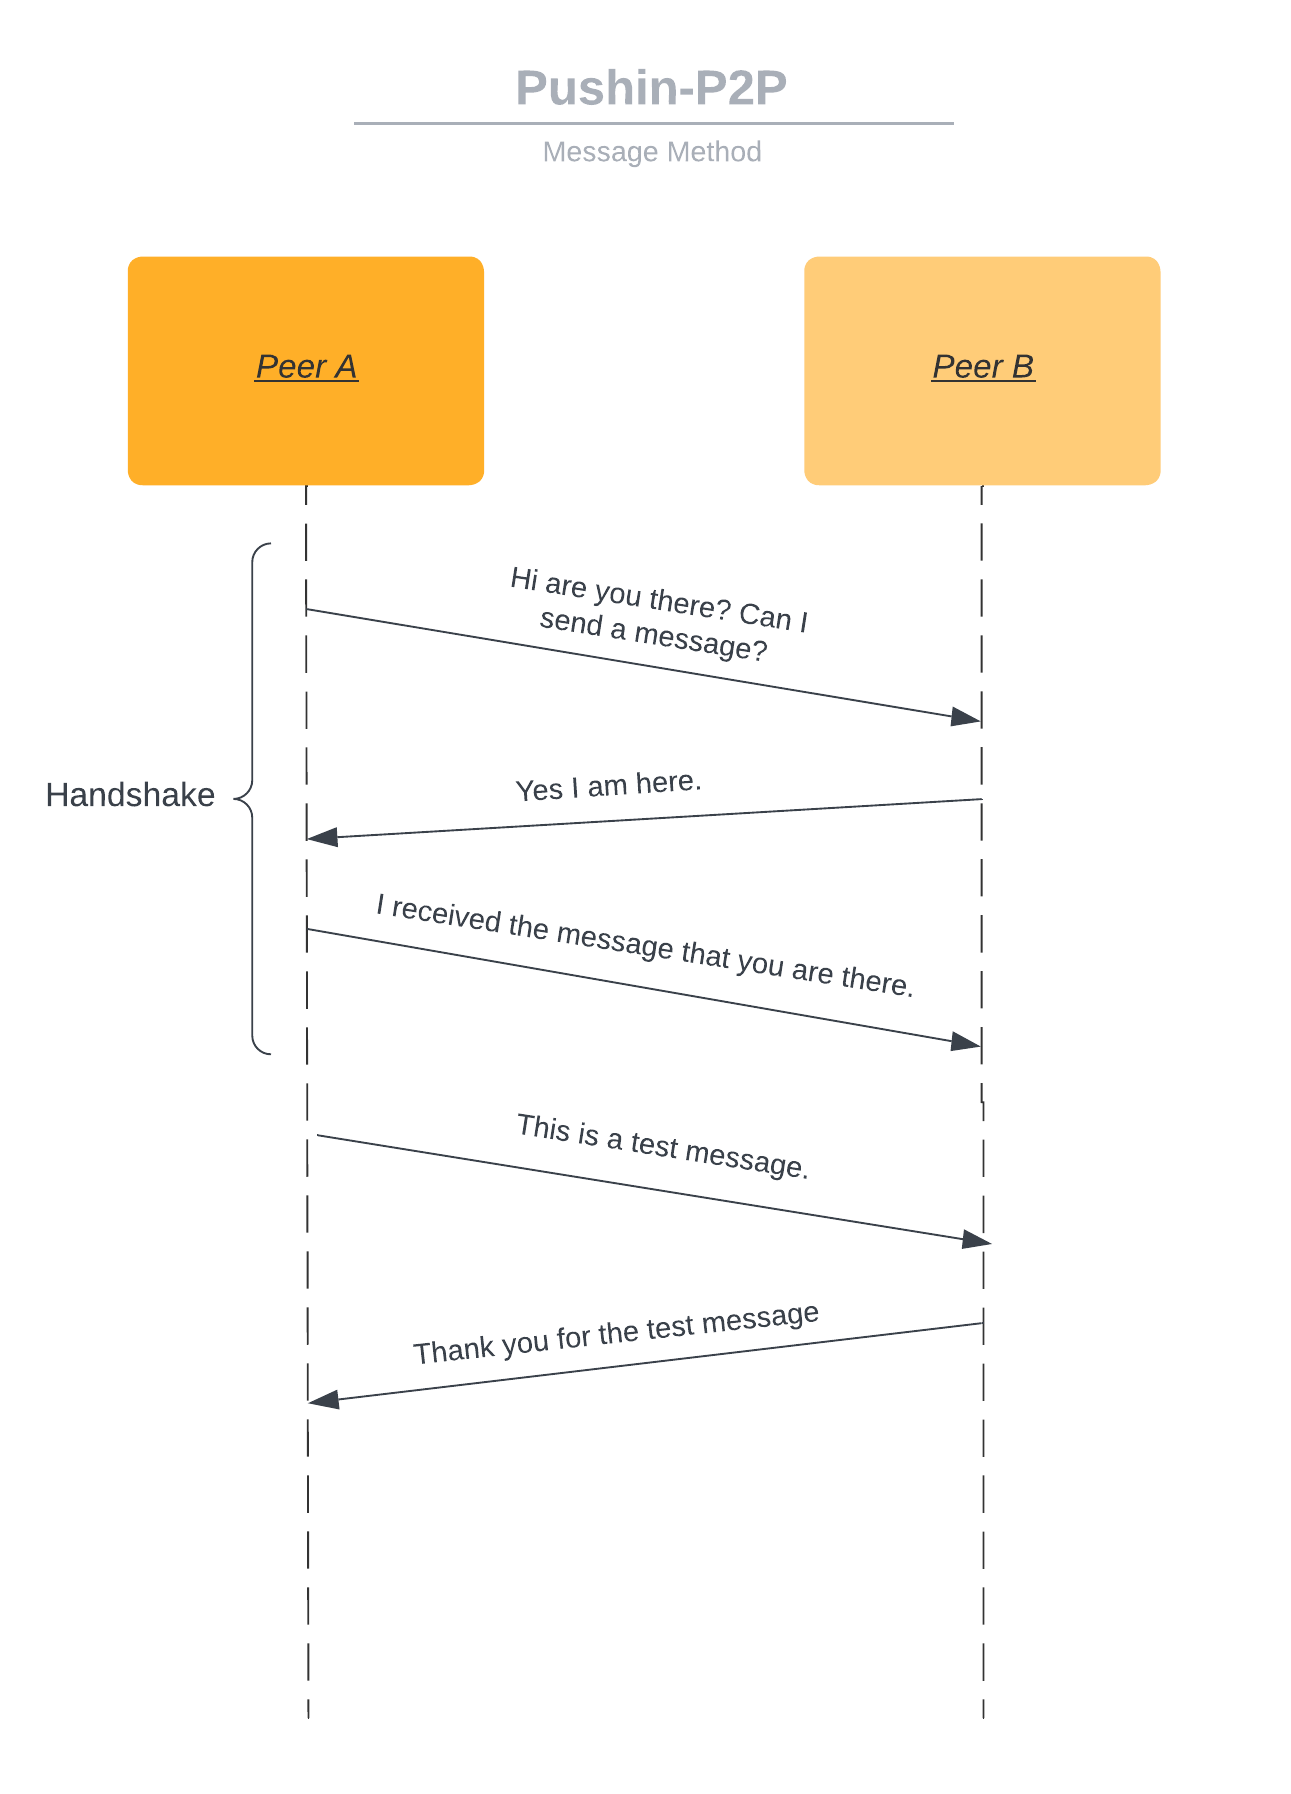 Pushin-P2P
Message Method
Peer A
Peer B
Hi are you there? Can I
send a message?
Yes I am here.
Handshake
I received the message that you are there.
This is a test message.
Thank you for the test message